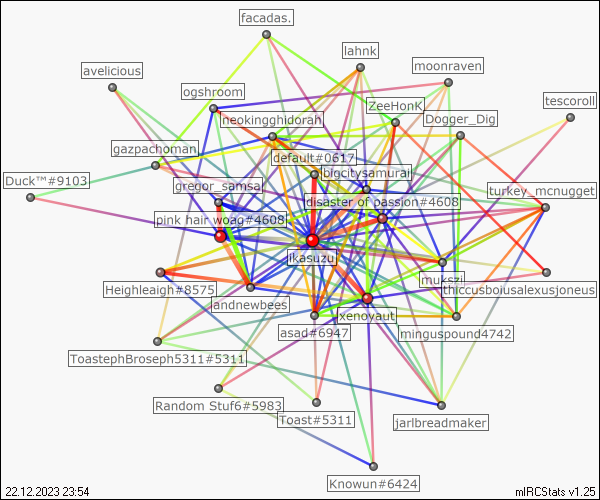 facadas.
lahnk
moonraven
avelicious
ogshroom
ZeeHonK
tescoroll
theokingghidorah
Dogger_Dig
gazpachoman
default#0617
bigcitysamurai
Duck™#9103
gregor_samsa!
disaster of passion#4608
turkey_mcnugget
pink hair woag#4608
ikasuzu
mukszi
Heighleaigh#8575
thiccusboiusalexusjoneus
landnewbees
xenoyaut
asad#6947
minguspound4742
ToastephBroseph5311#5311
Random Stuf6#5983
Toast#5311
jarlbreadmaker
Knowun#6424
22.12.2023 23:54
mIRCStats v1.25